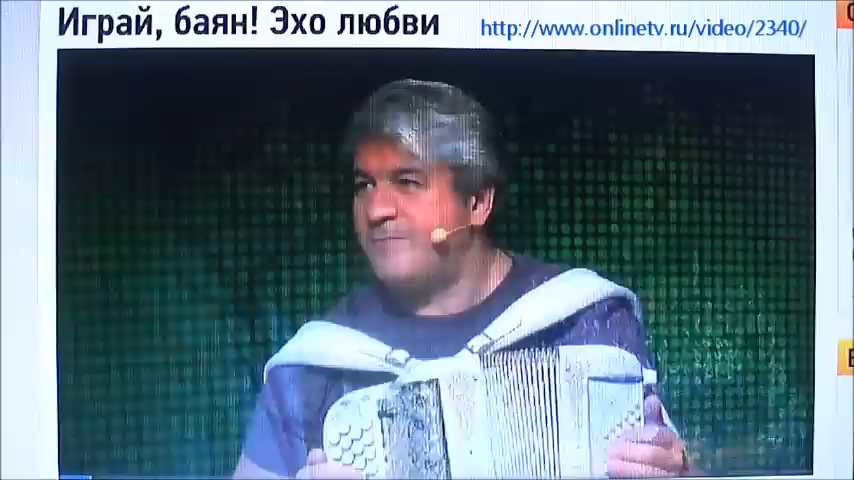 Играй, баян! Эхо любви
http://www.onlinetv.ru/video/2340/